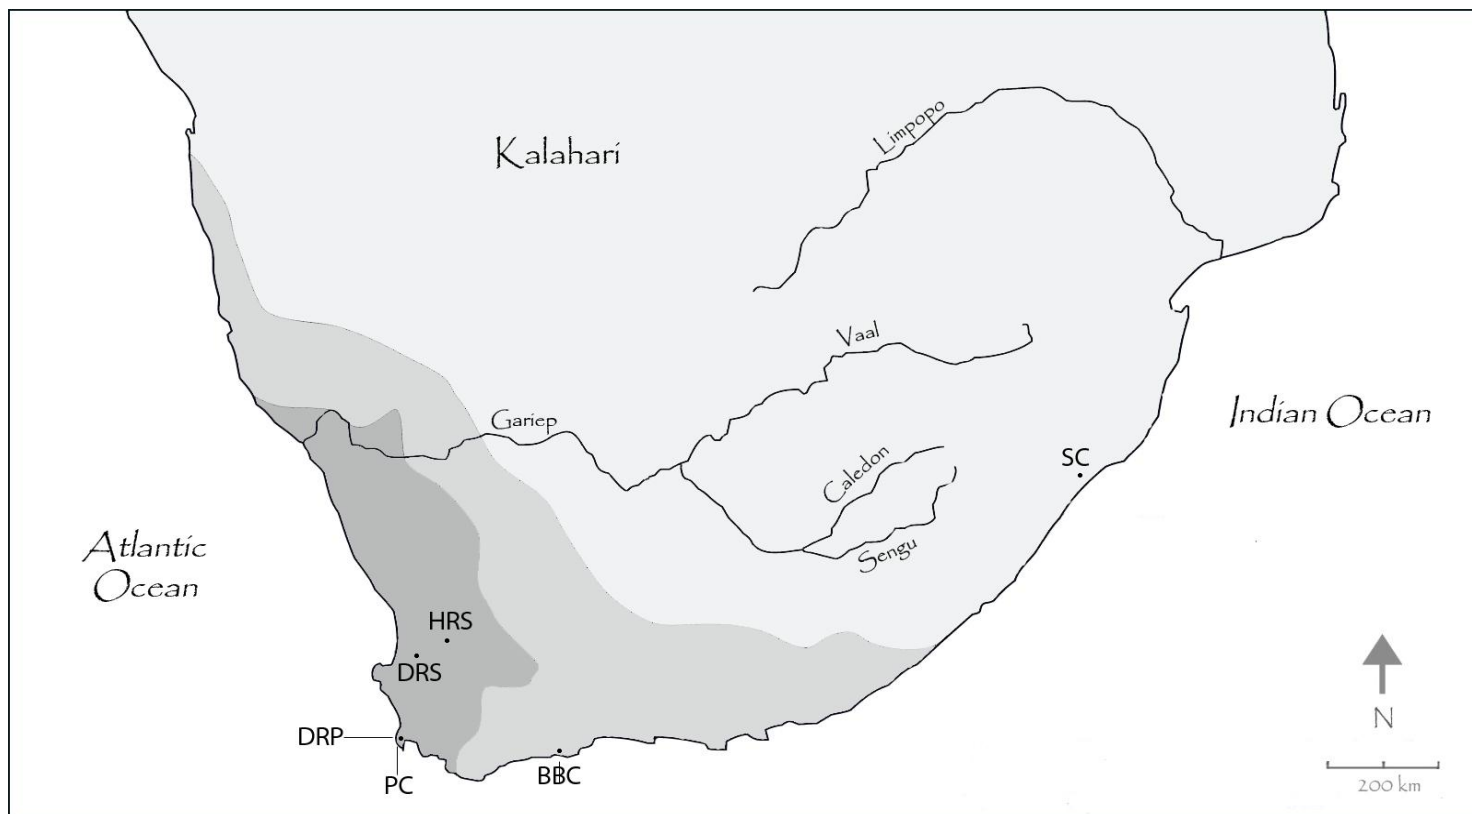 Kalahari
Limpopo
Vaal
Gariep
Indian Ocean
SC
Caledon
Sengu
Atlantic
Ocean
HRS
DRS
DRP
PC
BBC
N
200 km